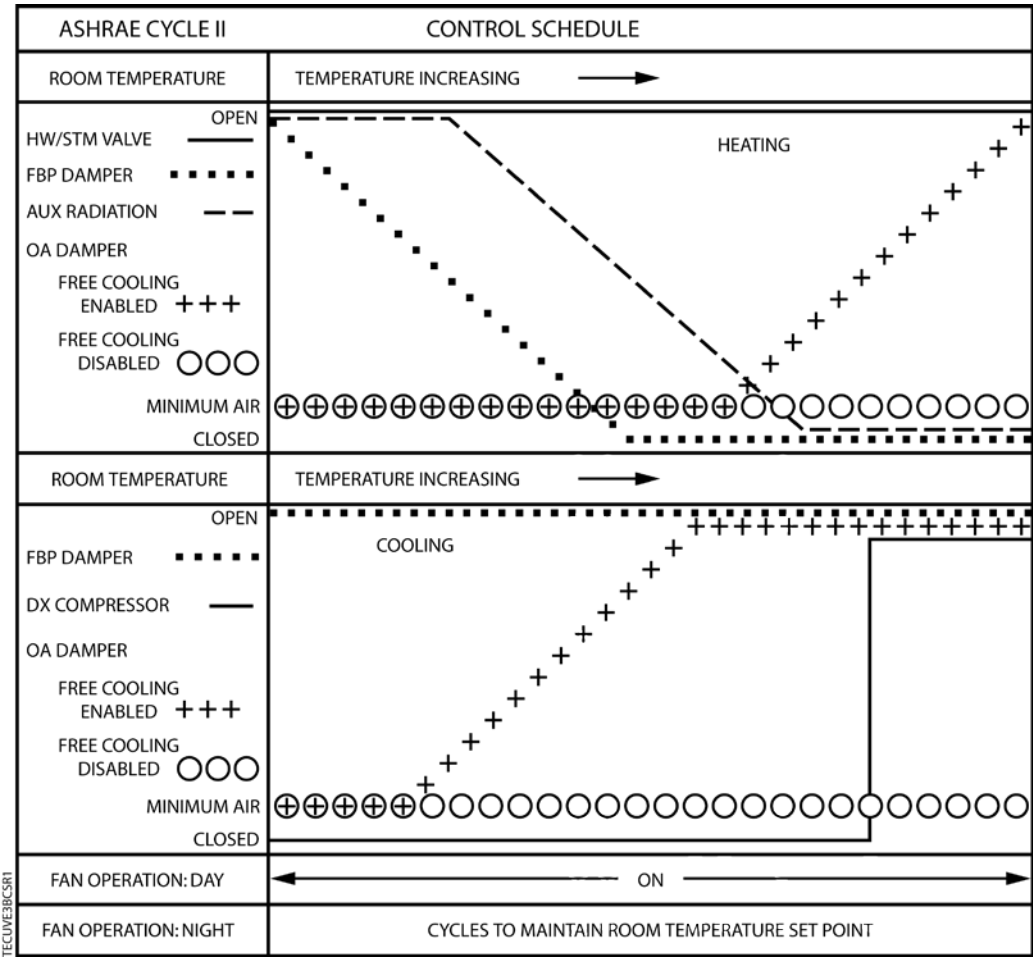 ASHRAE CYCLE II
CONTROL SCHEDULE
ROOM TEMPERATURE
TEMPERATURE INCREASING
OPEN
HW/STM VALVE
HEATING
FBP DAMPER
AUX RADIATION
OA DAMPER
FREE COOLING
ENABLED
FREE COOLING
DISABLED
MINIMUM AIR
CLOSED
ROOM TEMPERATURE
TEMPERATURE INCREASING
OPEN
COOLING
FBP DAMPER
DX COMPRESSOR
OA DAMPER
FREE COOLING
ENABLED
FREE COOLING
DISABLED
MINIMUM AIR
CLOSED
FAN OPERATION: DAY
ON
FAN OPERATION: NIGHT
CYCLES TO MAINTAIN ROOM TEMPERATURE SET POINT
TECUVE3BCSR1